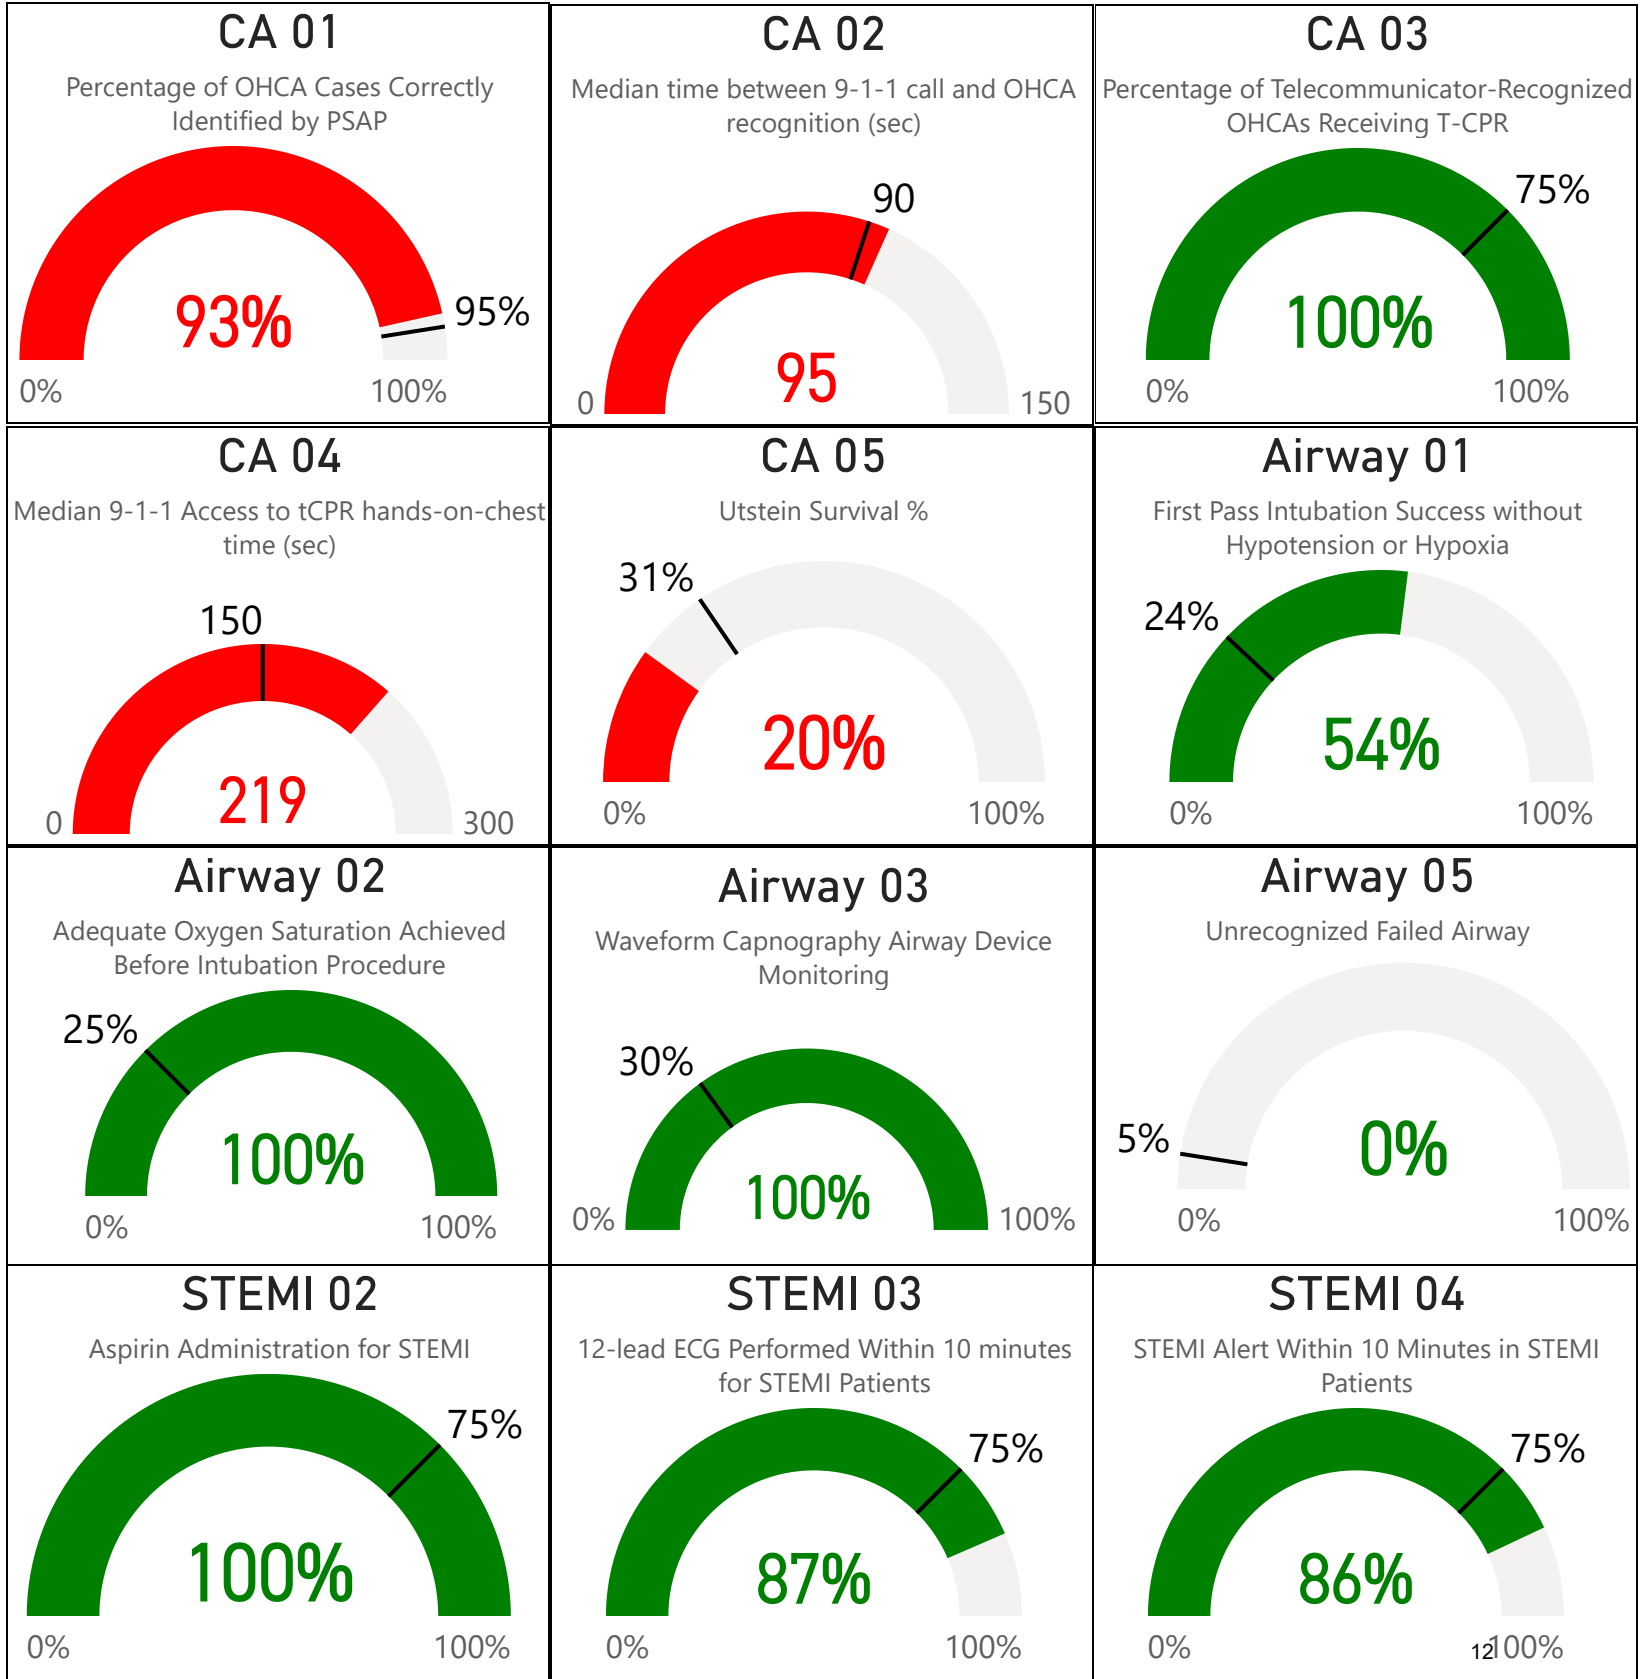 CA 01
Percentage of OHCA Cases Correctly
Identified by PSAP
95%
93%
0%
100%
CA 02
Median time between 9-1-1 call and OHCA
recognition (sec)
90
95
0
150
CA 03
Percentage of Telecommunicator-Recognized
OHCAs Receiving T-CPR
75%
100%
0%
100%
CA 04
Median 9-1-1 Access to tCPR hands-on-chest
time (sec)
150
219
0
300
CA 05
Utstein Survival %
31%
20%
0%
100%
Airway 01
First Pass Intubation Success without
Hypotension or Hypoxia
24%
54%
0%
100%
Airway 02
Adequate Oxygen Saturation Achieved
Before Intubation Procedure
25%
100%
0%
100%
Airway 03
Waveform Capnography Airway Device
Monitoring
30%
100%
0%
100%
Airway 05
Unrecognized Failed Airway
5%
0%
0%
100%
STEMI 02
Aspirin Administration for STEMI
75%
100%
0%
100%
STEMI 03
12-lead ECG Performed Within 10 minutes
for STEMI Patients
75%
87%
0%
100%
STEMI 04
STEMI Alert Within 10 Minutes in STEMI
Patients
75%
86%
0%
100%
12